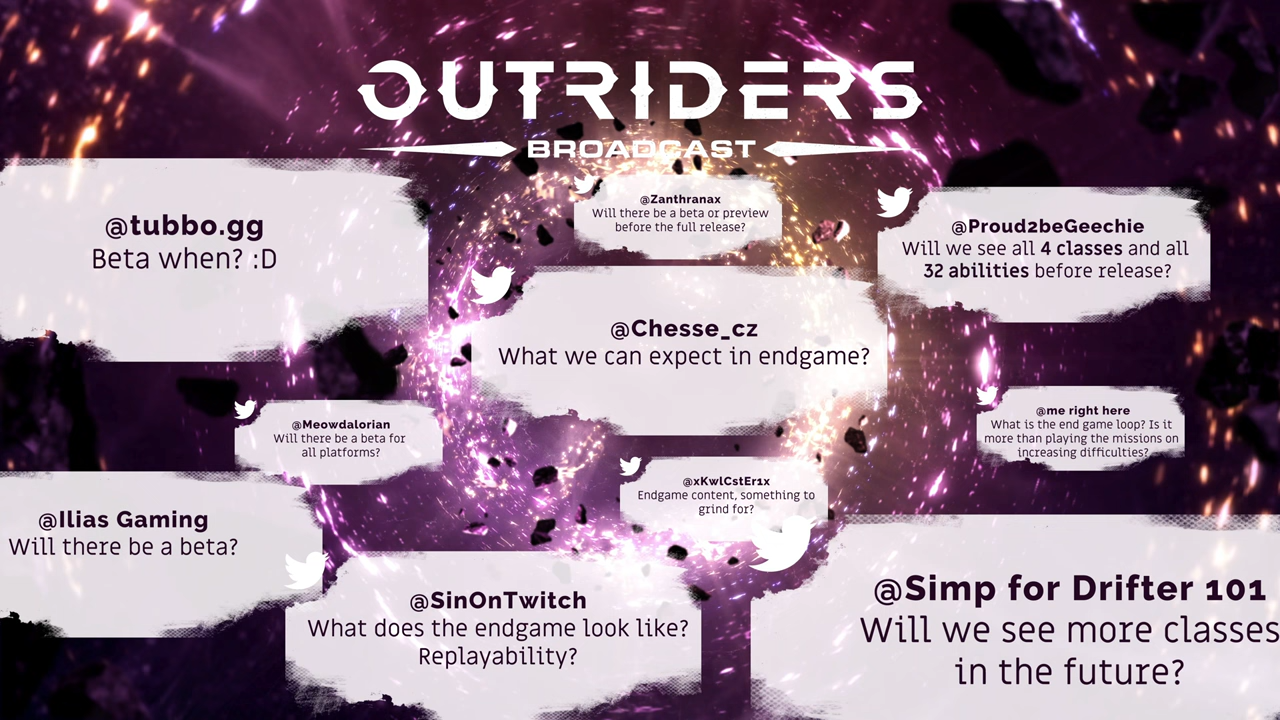 OUTRIDERS
BROADCAST
@tubbo.gg
Beta when? :D
@Zanthranax
Will there be a beta or preview
before the full release?
@Proud2beGeechie
Will we see all 4 classes and all
32 abilities before release?
@Chesse_cz
What we can expect in endgame?
@Meowdalorian
Will there be a beta for
all platforms?
@me right here
What is the end game loop? Is it
more than playing the missions on
increasing difficulties?
@xKwlCstEr1x
Endgame content, something to
grind for?
@Ilias Gaming
Will there be a beta?
@SinOnTwitch
What does the endgame look like?
Replayability?
@Simp for Drifter 101
Will we see more classes
in the future?